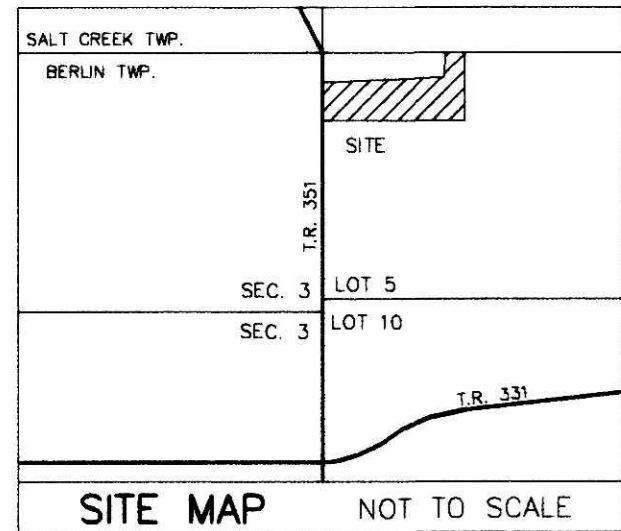 SALT CREEK TWP.
BERLIN TWP.
SITE
T.R. 351
SEC. 3 LOT 5
SEC. 3 LOT 10
T.R. 331
SITE MAP NOT TO SCALE